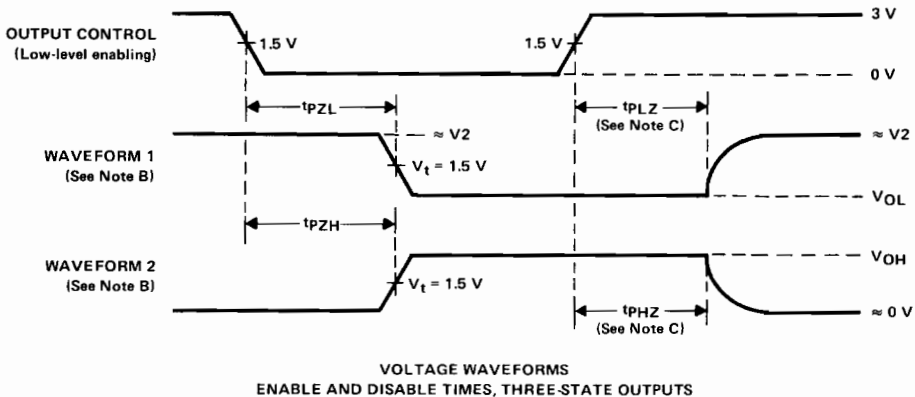 OUTPUT CONTROL
(Low-level enabling)
1.5 V
1.5 V
3 V
0 V
tPZL
tPLZ
(See Note C)
WAVEFORM 1
(See Note B)
≈ V2
Vt = 1.5 V
≈ V2
VOL
tPZH
WAVEFORM 2
(See Note B)
Vt = 1.5 V
VOH
tPHZ
(See Note C)
≈ 0 V
VOLTAGE WAVEFORMS
ENABLE AND DISABLE TIMES, THREE-STATE OUTPUTS